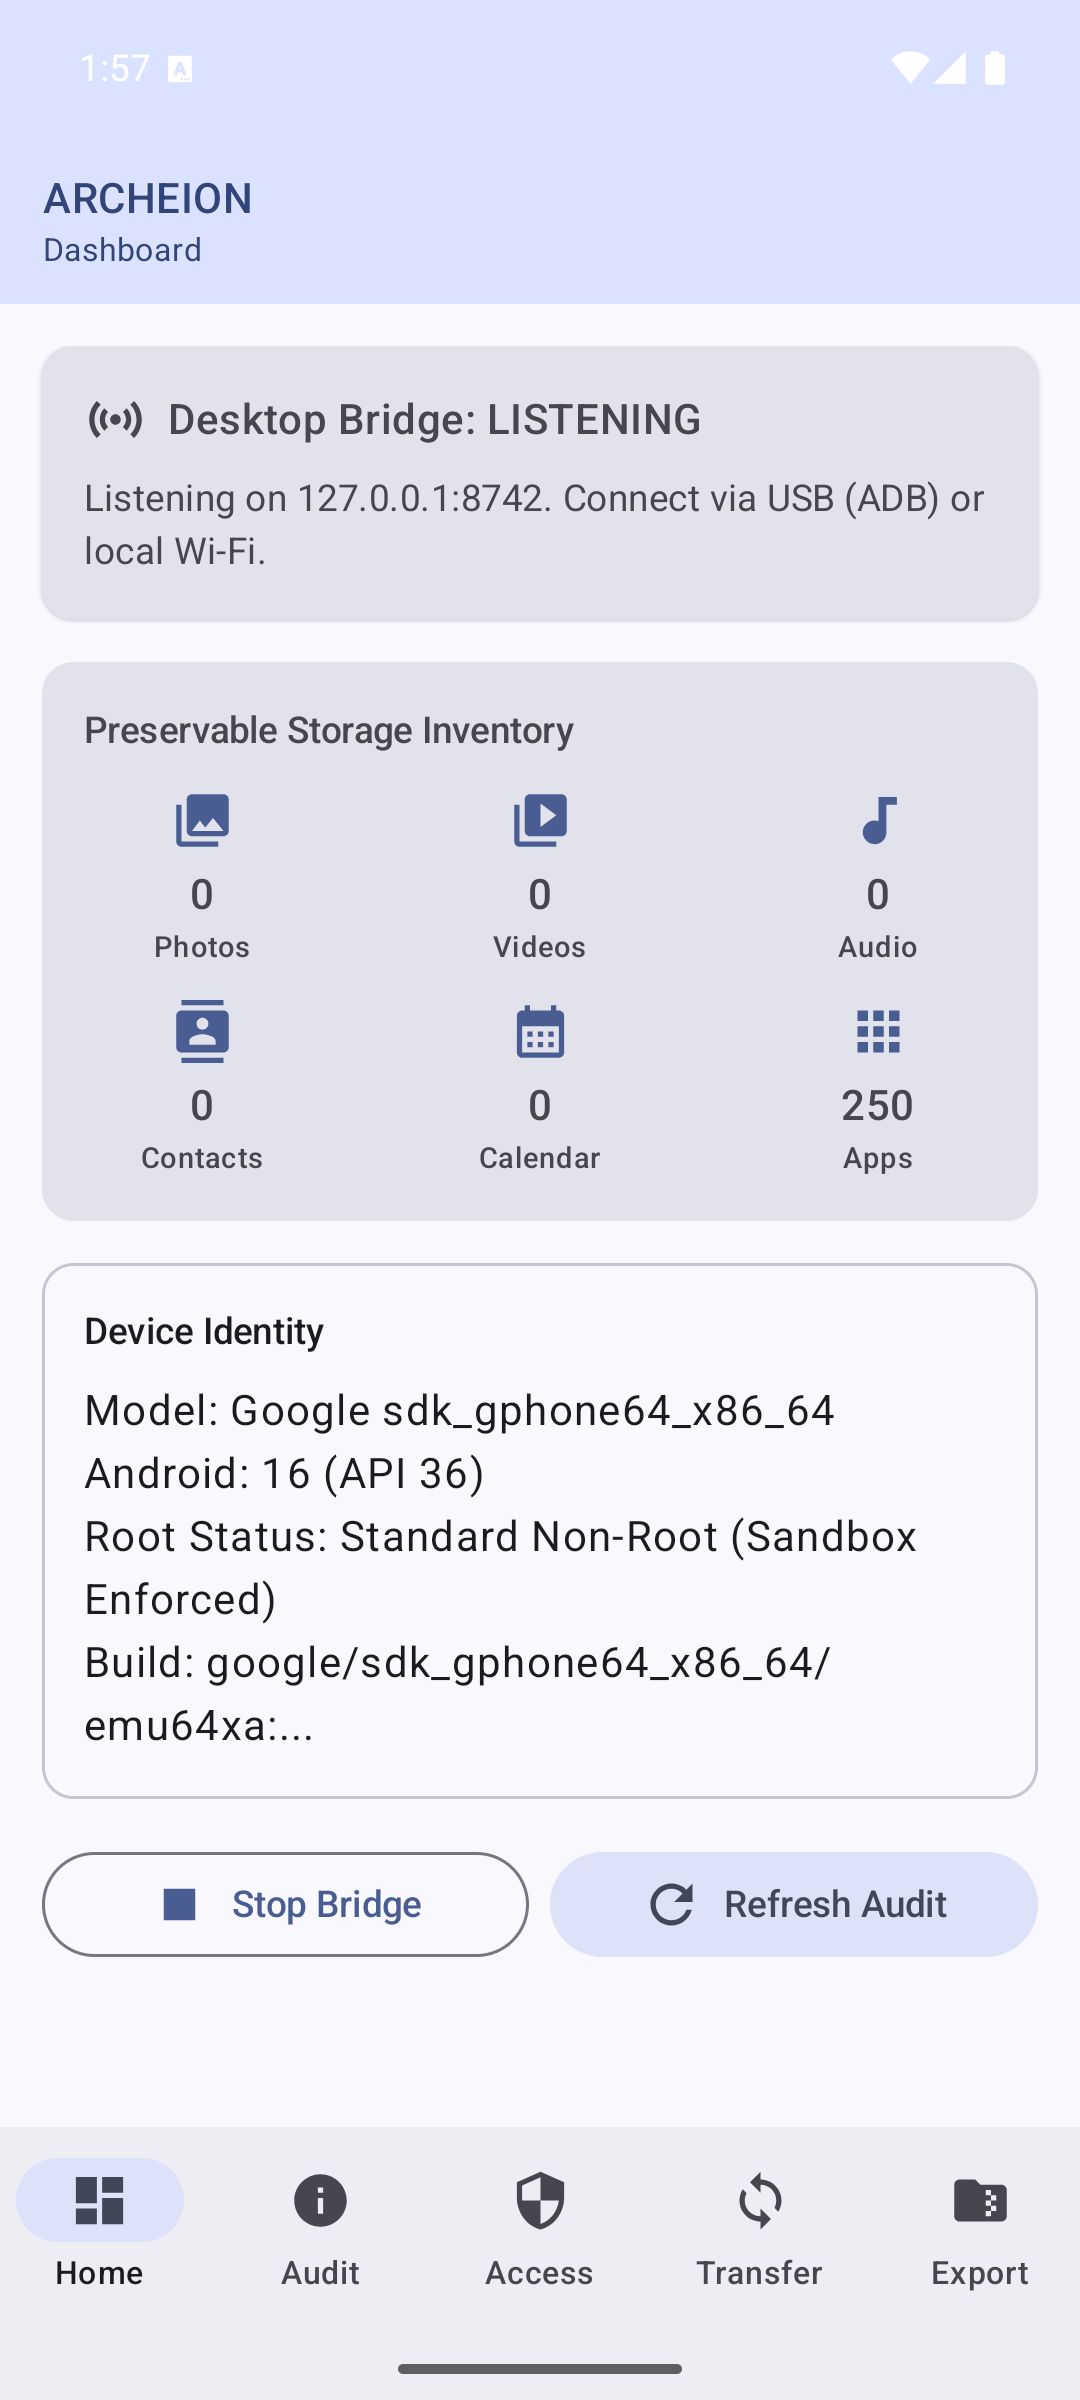 1:57
ARCHEION
Dashboard
Desktop Bridge: LISTENING
Listening on 127.0.0.1:8742. Connect via USB (ADB) or
local Wi-Fi.
Preservable Storage Inventory
0 0 0
Photos Videos Audio
0 0 250
Contacts Calendar Apps
Device Identity
Model: Google sdk_gphone64_x86_64
Android: 16 (API 36)
Root Status: Standard Non-Root (Sandbox
Enforced)
Build: google/sdk_gphone64_x86_64/
emu64xa:...
Stop Bridge Refresh Audit
Home Audit Access Transfer Export